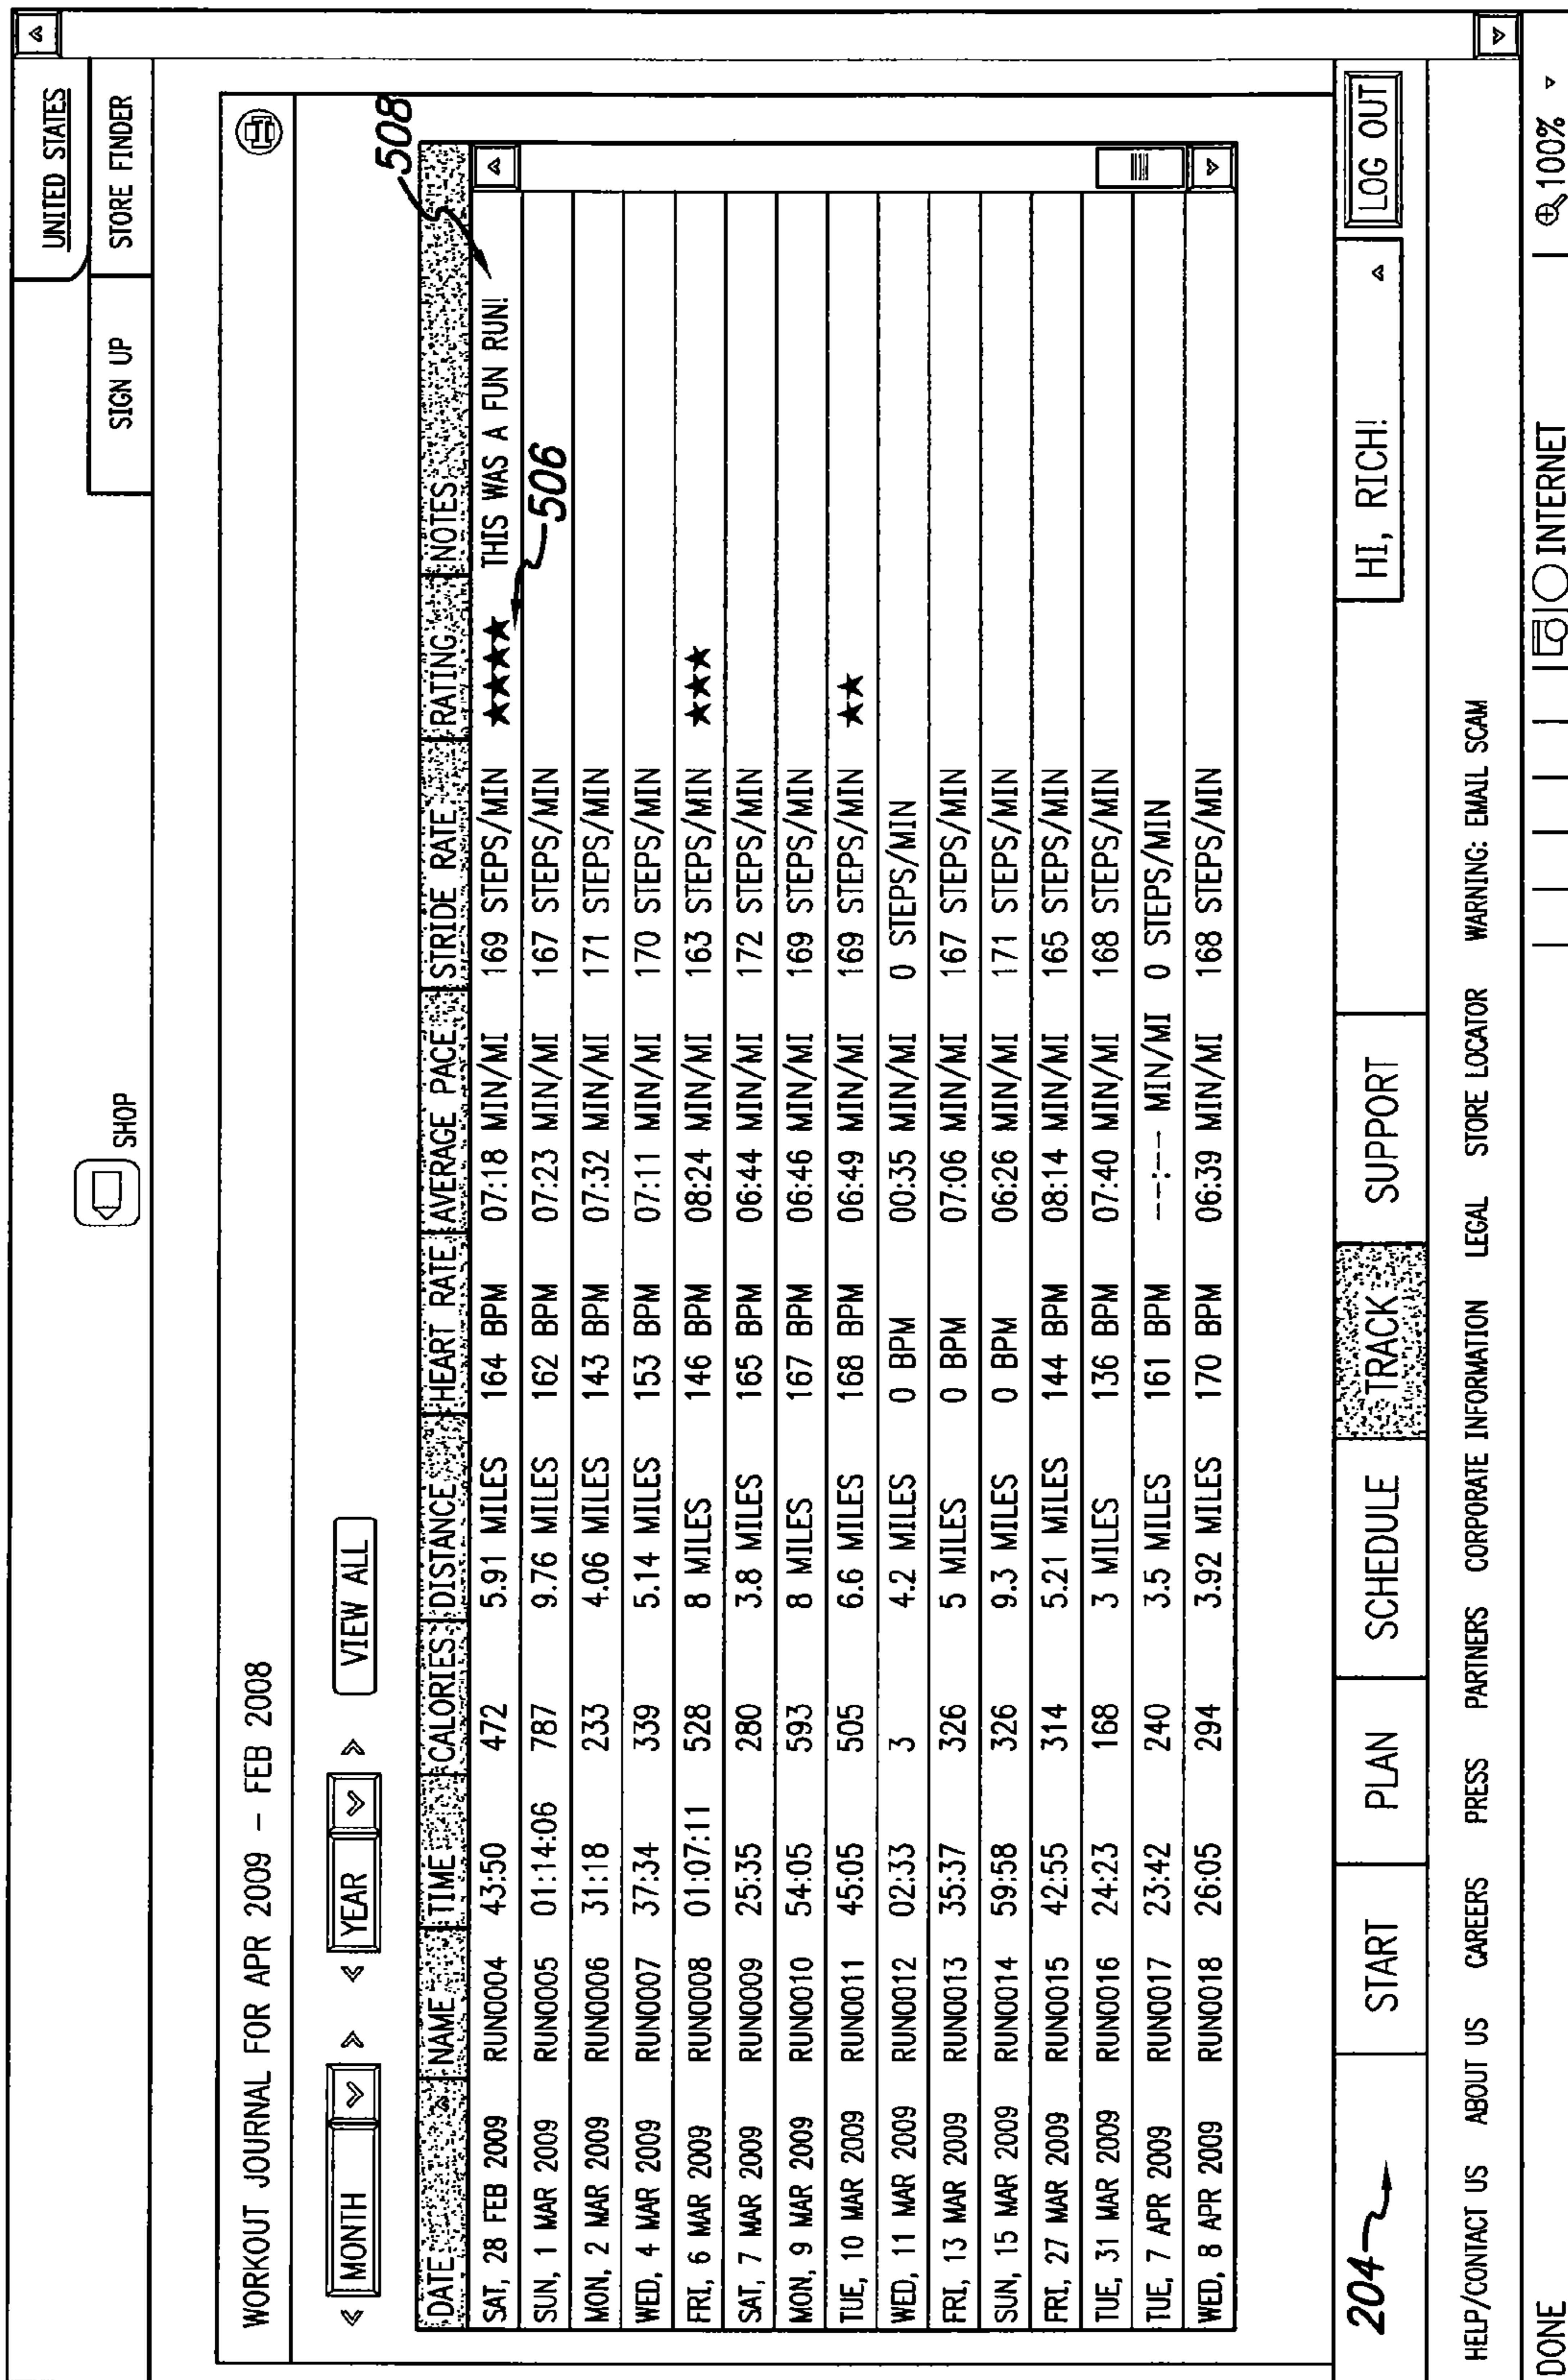 UNITED STATES
SHOP SIGN UP STORE FINDER
WORKOUT JOURNAL FOR APR 2009 – FEB 2008
MONTH YEAR VIEW ALL
508
DATE NAME TIME CALORIES DISTANCE HEART RATE AVERAGE PACE STRIDE RATE RATING NOTES
SAT, 28 FEB 2009 RUN0004 43:50 472 5.91 MILES 164 BPM 07:18 MIN/MI 169 STEPS/MIN ★★★★ THIS WAS A FUN RUN!
506
SUN, 1 MAR 2009 RUN0005 01:14:06 787 9.76 MILES 162 BPM 07:23 MIN/MI 167 STEPS/MIN
MON, 2 MAR 2009 RUN0006 31:18 233 4.06 MILES 143 BPM 07:32 MIN/MI 171 STEPS/MIN
WED, 4 MAR 2009 RUN0007 37:34 339 5.14 MILES 153 BPM 07:11 MIN/MI 170 STEPS/MIN
FRI, 6 MAR 2009 RUN0008 01:07:11 528 8 MILES 146 BPM 08:24 MIN/MI 163 STEPS/MIN ★★★
SAT, 7 MAR 2009 RUN0009 25:35 280 3.8 MILES 165 BPM 06:44 MIN/MI 172 STEPS/MIN
MON, 9 MAR 2009 RUN0010 54:05 593 8 MILES 167 BPM 06:46 MIN/MI 169 STEPS/MIN
TUE, 10 MAR 2009 RUN0011 45:05 505 6.6 MILES 168 BPM 06:49 MIN/MI 169 STEPS/MIN ★★
WED, 11 MAR 2009 RUN0012 02:33 3 4.2 MILES 0 BPM 00:35 MIN/MI 0 STEPS/MIN
FRI, 13 MAR 2009 RUN0013 35:37 326 5 MILES 0 BPM 07:06 MIN/MI 167 STEPS/MIN
SUN, 15 MAR 2009 RUN0014 59:58 326 9.3 MILES 0 BPM 06:26 MIN/MI 171 STEPS/MIN
FRI, 27 MAR 2009 RUN0015 42:55 314 5.21 MILES 144 BPM 08:14 MIN/MI 165 STEPS/MIN
TUE, 31 MAR 2009 RUN0016 24:23 168 3 MILES 136 BPM 07:40 MIN/MI 168 STEPS/MIN
TUE, 7 APR 2009 RUN0017 23:42 240 3.5 MILES 161 BPM --:-- MIN/MI 0 STEPS/MIN
WED, 8 APR 2009 RUN0018 26:05 294 3.92 MILES 170 BPM 06:39 MIN/MI 168 STEPS/MIN
204 START PLAN SCHEDULE TRACK SUPPORT HI, RICH! LOG OUT
HELP/CONTACT US ABOUT US CAREERS PRESS PARTNERS CORPORATE INFORMATION LEGAL STORE LOCATOR WARNING: EMAIL SCAM
DONE INTERNET 100%